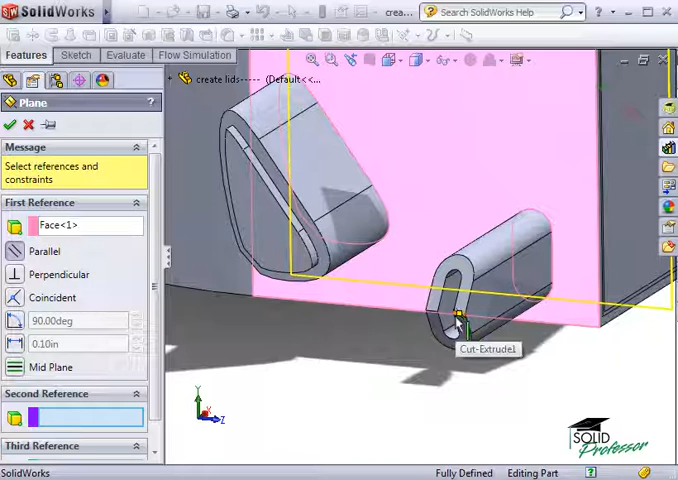 SolidWorks
crea...
Search SolidWorks Help
Features
Sketch
Evaluate
Flow Simulation
create lids----- (Default<<...
Plane
?
Message
Select references and
constraints
First Reference
Face<1>
Parallel
Perpendicular
Coincident
90.00deg
0.10in
Mid Plane
Second Reference
Third Reference
Cut-Extrude1
Y
X
Z
SOLID
Professor
SolidWorks
Fully Defined
Editing Part
?